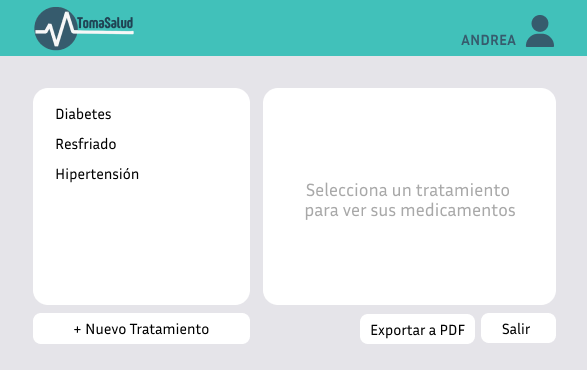 TomaSalud
ANDREA
Diabetes
Resfriado
Hipertensión
Selecciona un tratamiento
para ver sus medicamentos
+ Nuevo Tratamiento
Exportar a PDF
Salir